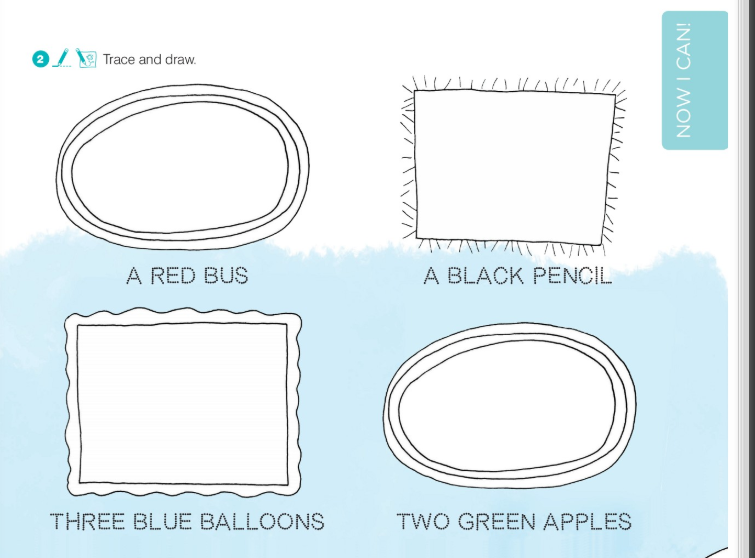 2 Trace and draw.
NOW I CAN!
A RED BUS
A BLACK PENCIL
THREE BLUE BALLOONS
TWO GREEN APPLES